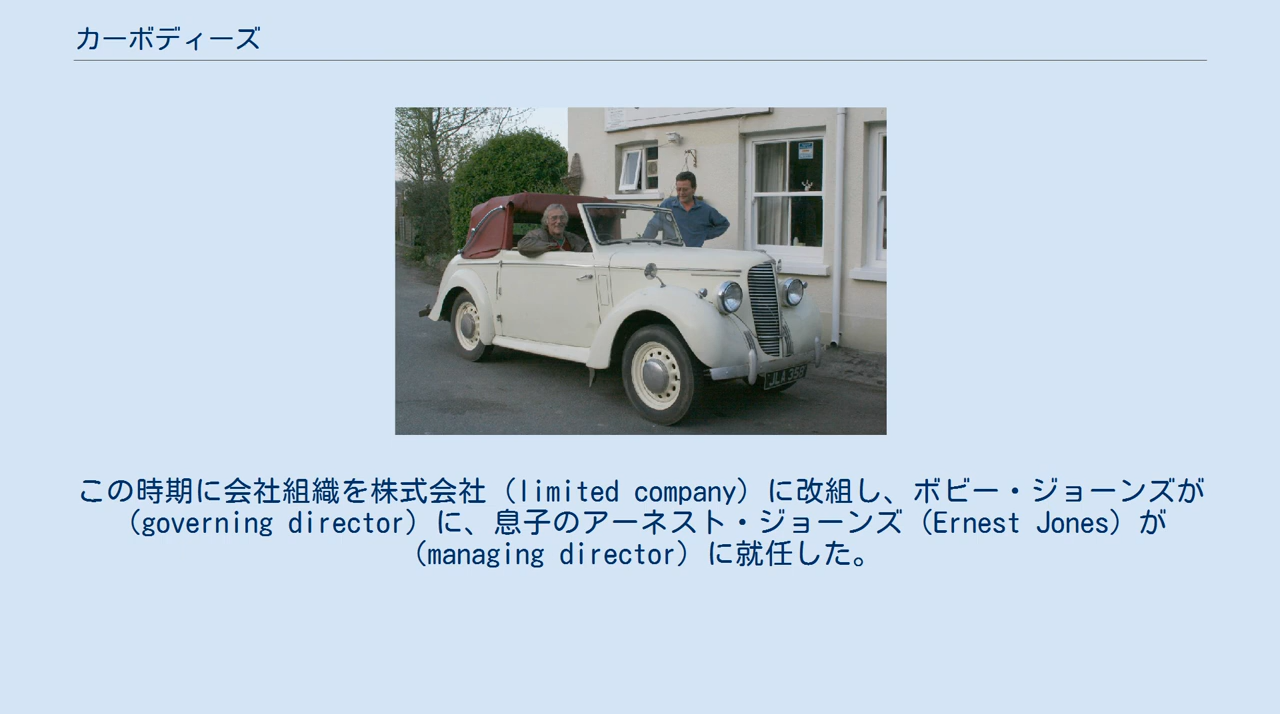 カーボディーズ
JLA 368
この時期に会社組織を株式会社（limited company）に改組し、ボビー・ジョーンズが
（governing director）に、息子のアーネスト・ジョーンズ（Ernest Jones）が
（managing director）に就任した。